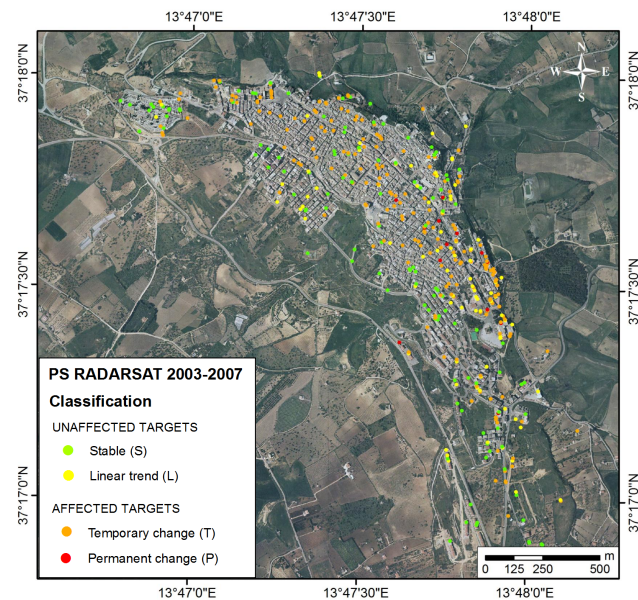 13°47'0"E 13°47'30"E 13°48'0"E
37°18'0"N 37°18'0"N
N
W E
S
37°17'30"N 37°17'30"N
PS RADARSAT 2003-2007
Classification
UNAFFECTED TARGETS
Stable (S)
Linear trend (L)
AFFECTED TARGETS
Temporary change (T)
Permanent change (P)
37°17'0"N 37°17'0"N
m
0 125 250 500
13°47'0"E 13°47'30"E 13°48'0"E